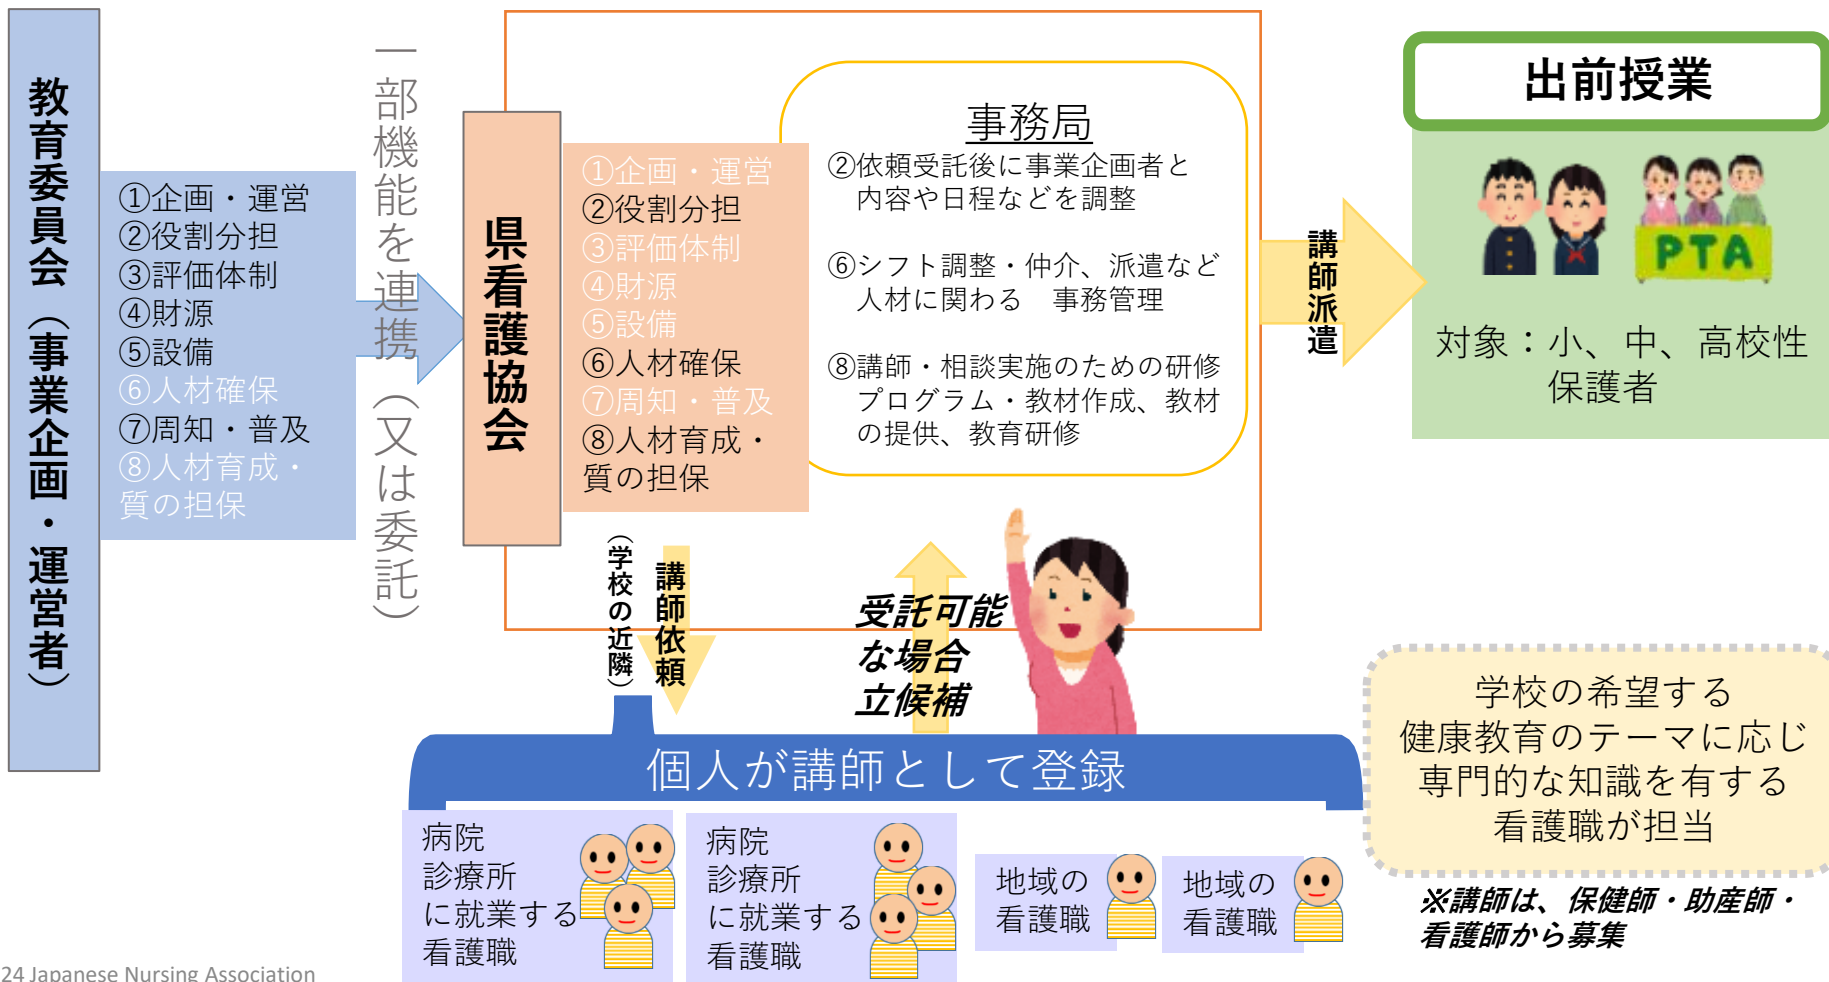 教育委員会（事業企画・運営者）
①企画・運営
②役割分担
③評価体制
④財源
⑤設備
⑥人材確保
⑦周知・普及
⑧人材育成・
質の担保
一部機能を連携（又は委託）
県看護協会
①企画・運営
②役割分担
③評価体制
④財源
⑤設備
⑥人材確保
⑦周知・普及
⑧人材育成・
質の担保
事務局
②依頼受託後に事業企画者と
内容や日程などを調整
⑥シフト調整・仲介、派遣など
人材に関わる　事務管理
⑧講師・相談実施のための研修
プログラム・教材作成、教材
の提供、教育研修
講師派遣
出前授業
PTA
対象：小、中、高校性
保護者
（学校の近隣）
講師依頼
受託可能
な場合
立候補
個人が講師として登録
病院
診療所
に就業する
看護職
病院
診療所
に就業する
看護職
地域の
看護職
地域の
看護職
学校の希望する
健康教育のテーマに応じ
専門的な知識を有する
看護職が担当
※講師は、保健師・助産師・
看護師から募集
24 Japanese Nursing Association